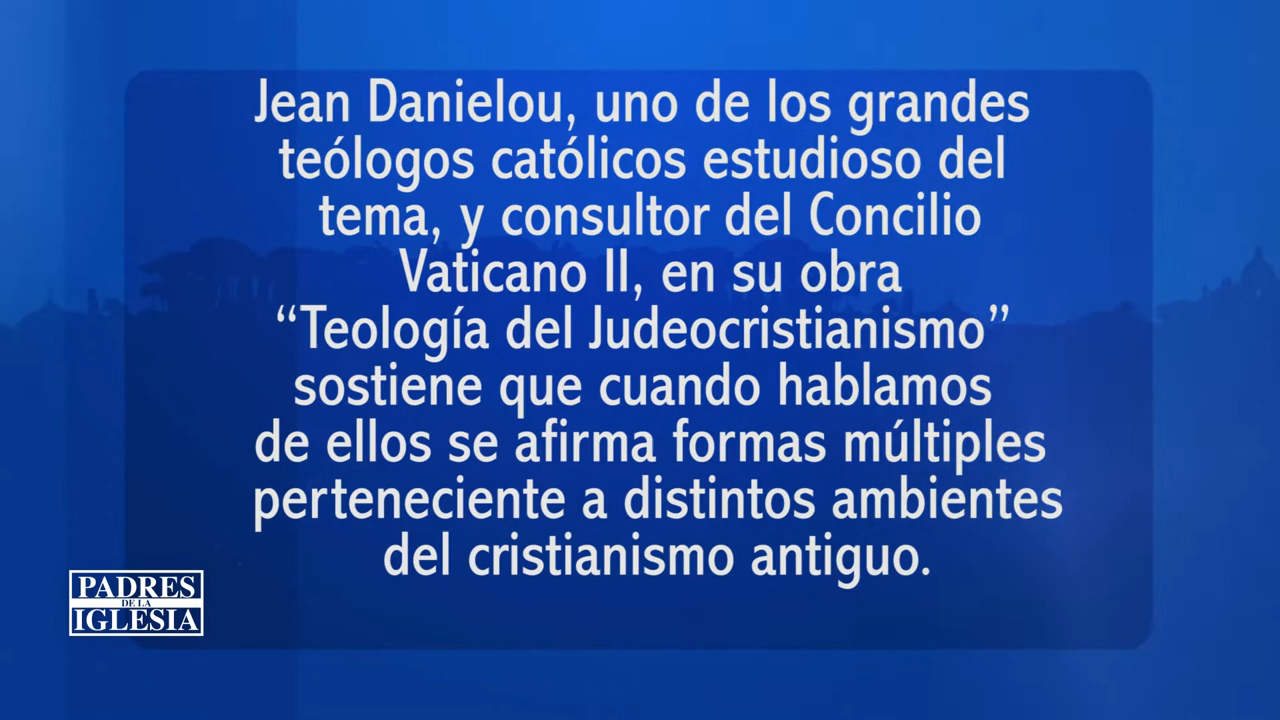 Jean Danielou, uno de los grandes
teólogos católicos estudioso del
tema, y consultor del Concilio
Vaticano II, en su obra
“Teología del Judeocristianismo”
sostiene que cuando hablamos
de ellos se afirma formas múltiples
perteneciente a distintos ambientes
del cristianismo antiguo.
PADRES
DE LA
IGLESIA